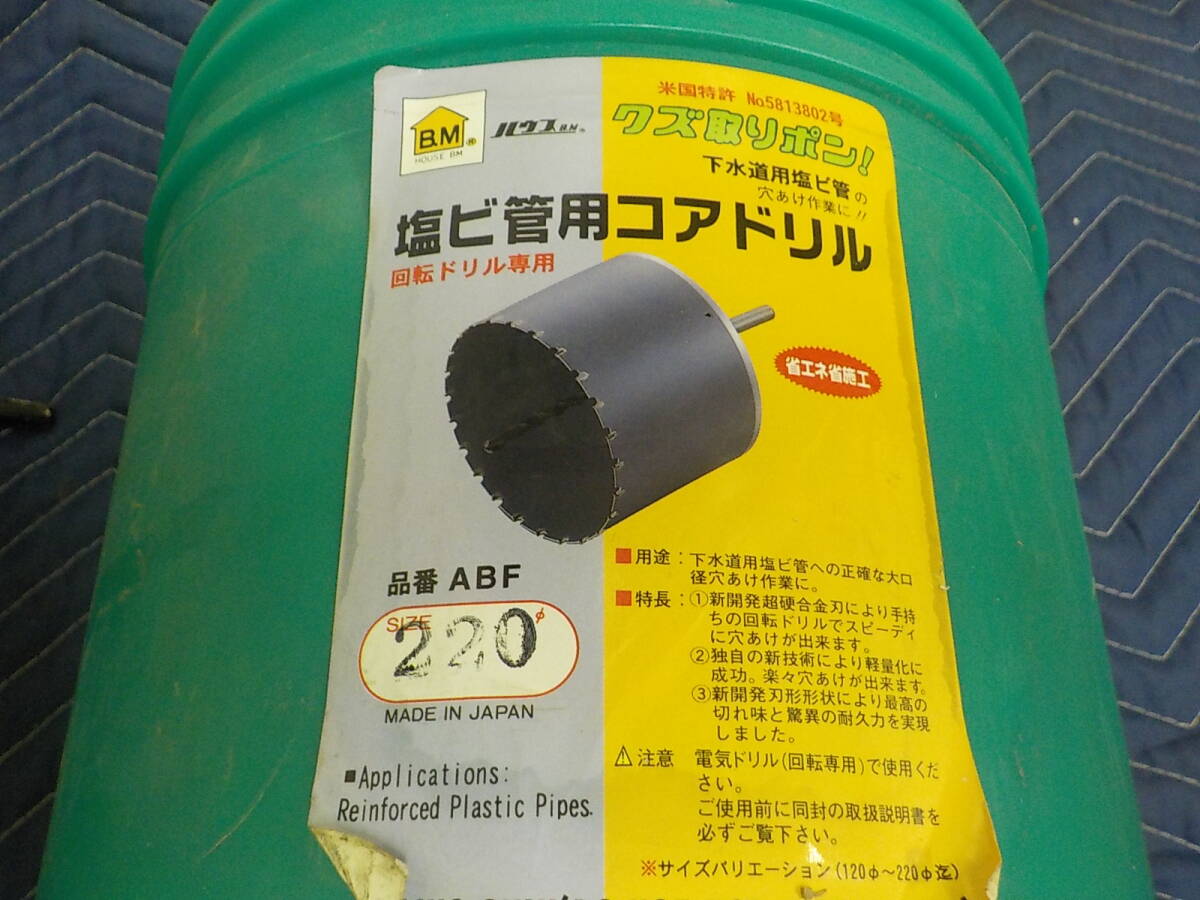 B.M®
HOUSE BM
ハウスB.M®
米国特許 No.5813802号
クズ取りポン!
下水道用塩ビ管の
穴あけ作業に!!
塩ビ管用コアドリル
回転ドリル専用
省エネ省施工
品番 ABF
SIZE
220φ
MADE IN JAPAN
■Applications:
Reinforced Plastic Pipes.
■用途:下水道用塩ビ管への正確な大口
径穴あけ作業に。
■特長:①新開発超硬合金刃により手持
ちの回転ドリルでスピーディ
に穴あけが出来ます。
②独自の新技術により軽量化に
成功。楽々穴あけが出来ます。
③新開発刃形形状により最高の
切れ味と驚異の耐久力を実現
しました。
⚠注意 電気ドリル(回転専用)で使用くだ
さい。
ご使用前に同封の取扱説明書を
必ずご覧下さい。
※サイズバリエーション(120φ~220φ迄)